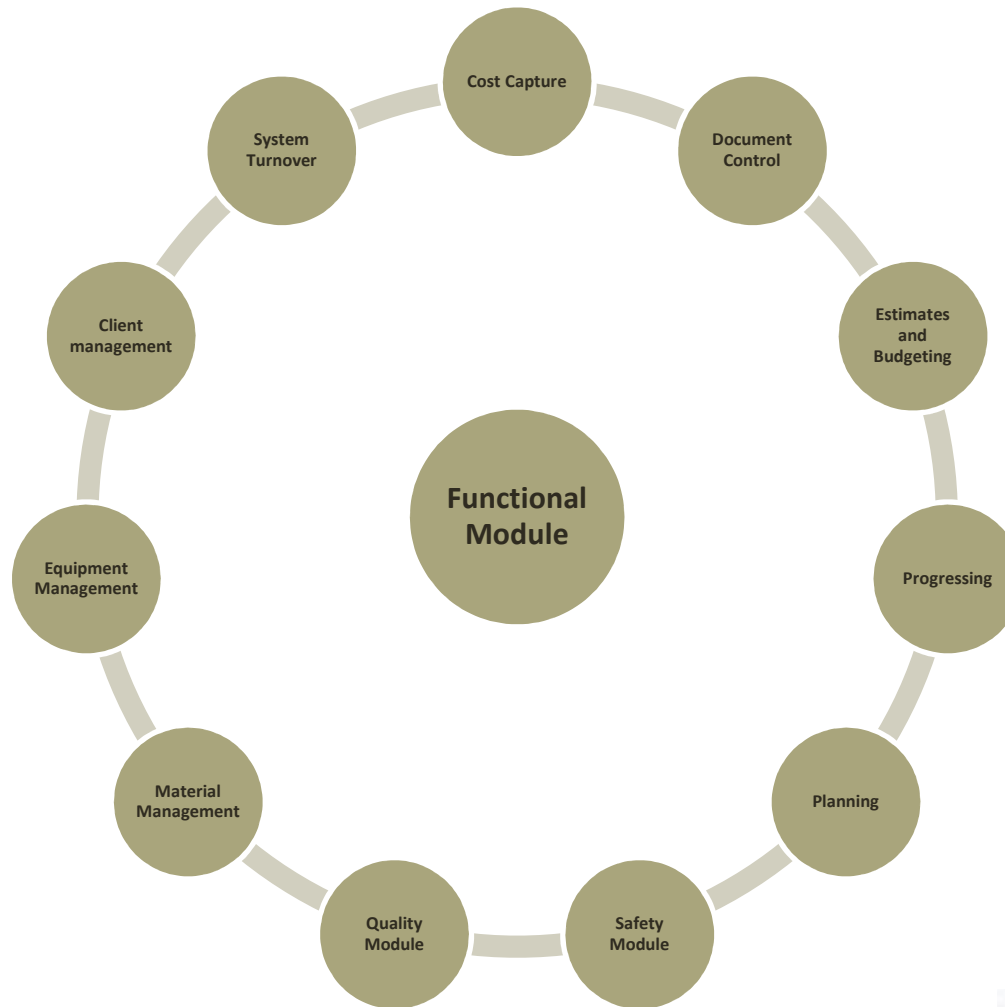 Cost Capture
Document
Control
Estimates
and
Budgeting
Progressing
Planning
Safety
Module
Quality
Module
Material
Management
Equipment
Management
Client
management
System
Turnover
Functional
Module